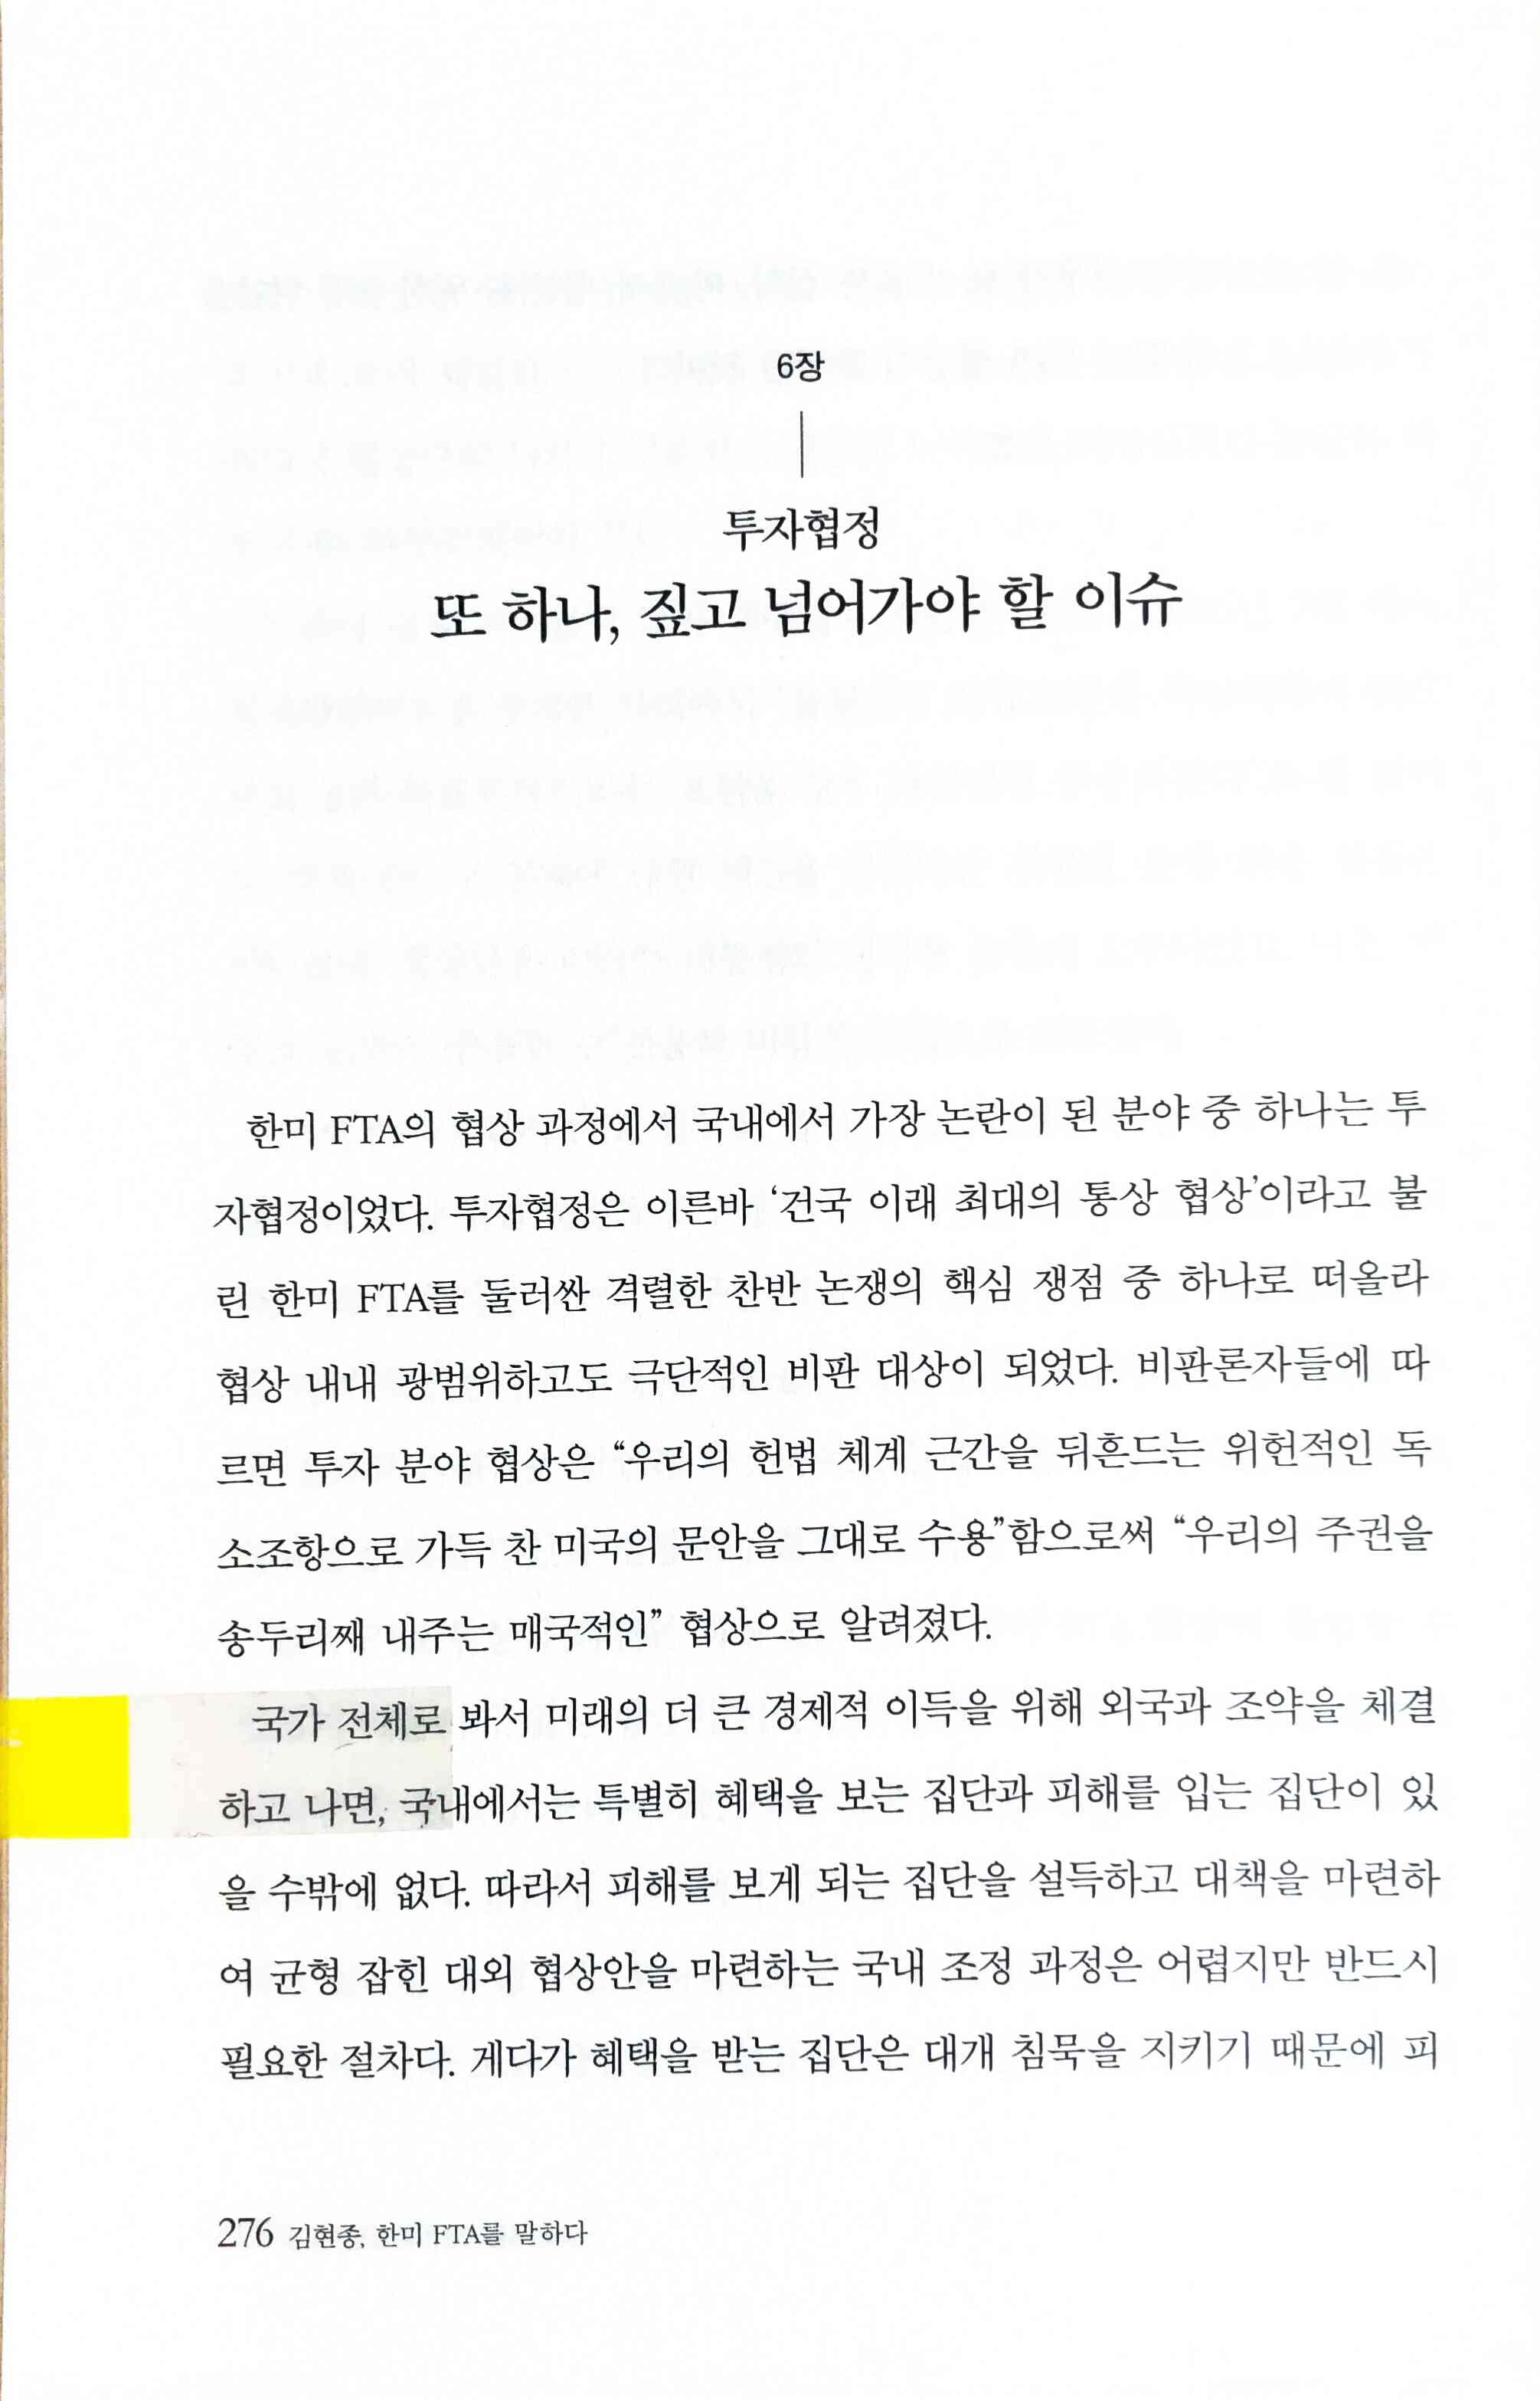 6장
투자협정
또 하나, 짚고 넘어가야 할 이슈
한미 FTA의 협상 과정에서 국내에서 가장 논란이 된 분야 중 하나는 투
자협정이었다. 투자협정은 이른바 ‘건국 이래 최대의 통상 협상’이라고 불
린 한미 FTA를 둘러싼 격렬한 찬반 논쟁의 핵심 쟁점 중 하나로 떠올라
협상 내내 광범위하고도 극단적인 비판 대상이 되었다. 비판론자들에 따
르면 투자 분야 협상은 “우리의 헌법 체계 근간을 뒤흔드는 위헌적인 독
소조항으로 가득 찬 미국의 문안을 그대로 수용”함으로써 “우리의 주권을
송두리째 내주는 매국적인” 협상으로 알려졌다.
국가 전체로 봐서 미래의 더 큰 경제적 이득을 위해 외국과 조약을 체결
하고 나면, 국내에서는 특별히 혜택을 보는 집단과 피해를 입는 집단이 있
을 수밖에 없다. 따라서 피해를 보게 되는 집단을 설득하고 대책을 마련하
여 균형 잡힌 대외 협상안을 마련하는 국내 조정 과정은 어렵지만 반드시
필요한 절차다. 게다가 혜택을 받는 집단은 대개 침묵을 지키기 때문에 피
276 김현종, 한미 FTA를 말하다